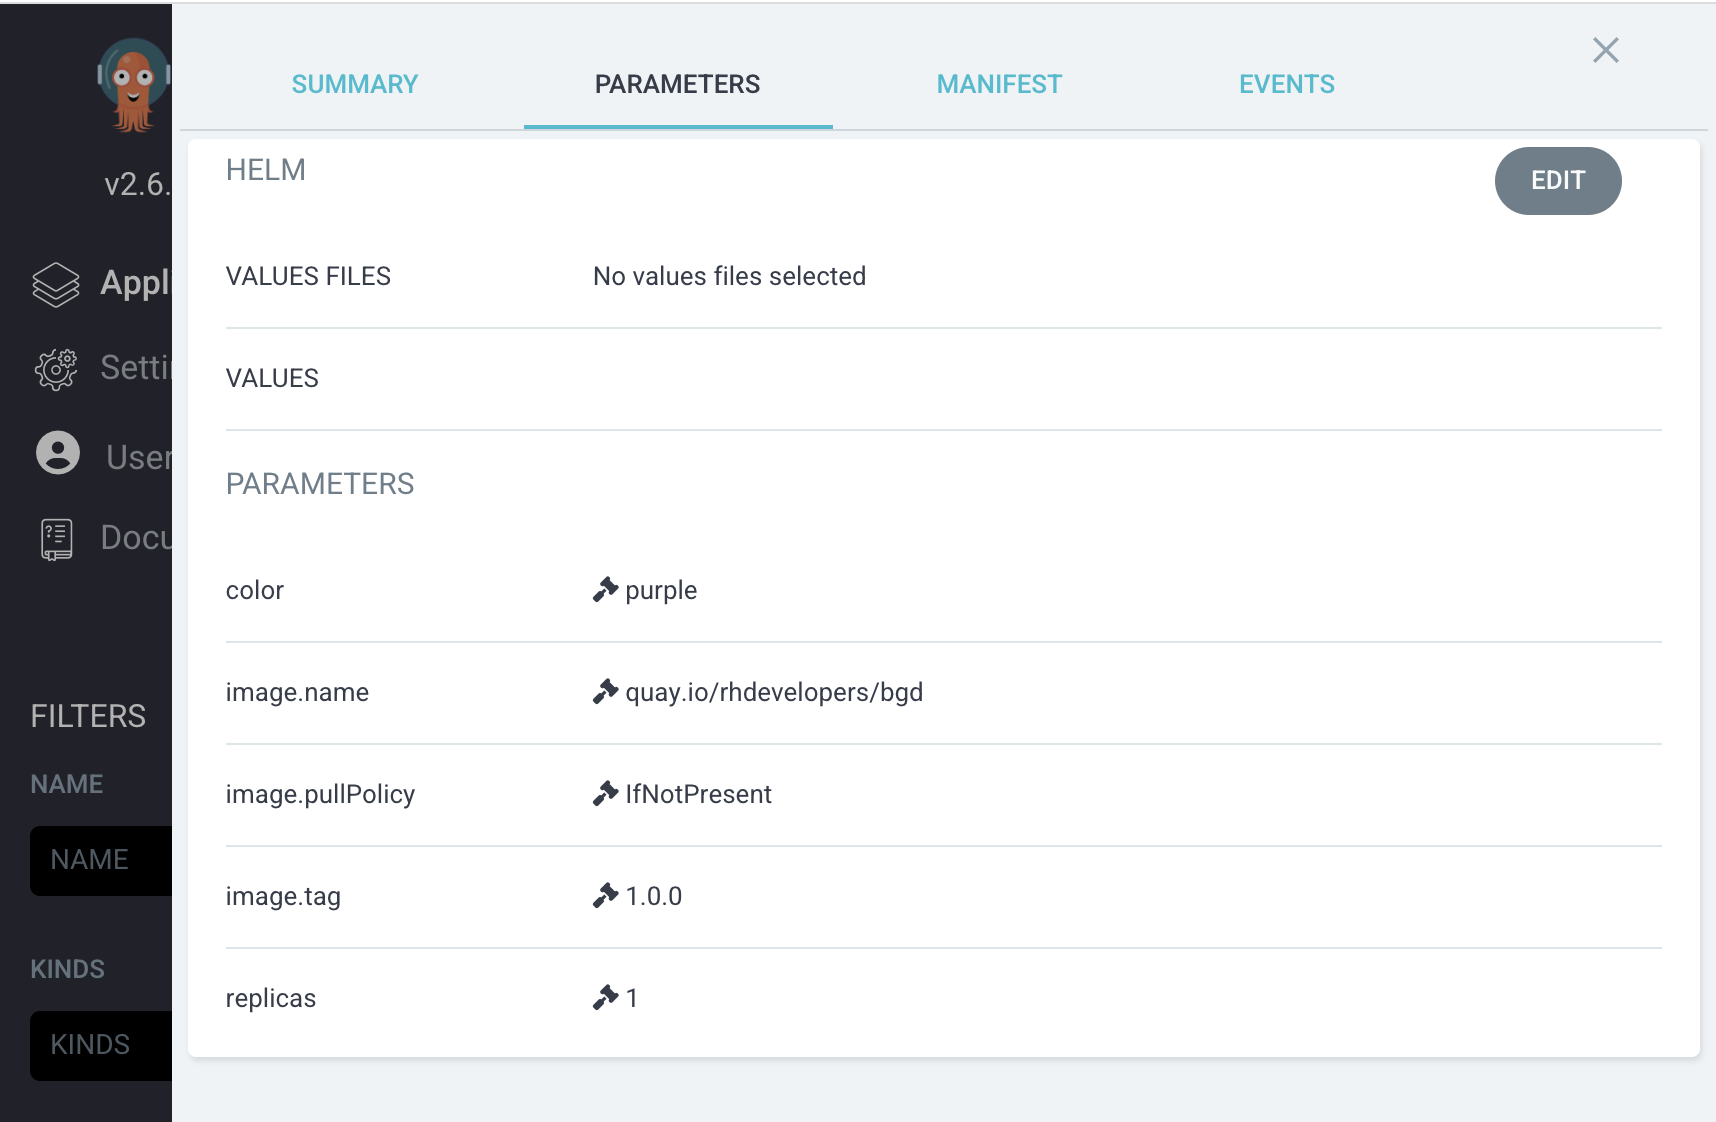 SUMMARY
PARAMETERS
MANIFEST
EVENTS
v2.6.
Appli
Settin
User
Docu
FILTERS
NAME
NAME
KINDS
KINDS
HELM
EDIT
VALUES FILES No values files selected
VALUES
PARAMETERS
color purple
image.name quay.io/rhdevelopers/bgd
image.pullPolicy IfNotPresent
image.tag 1.0.0
replicas 1